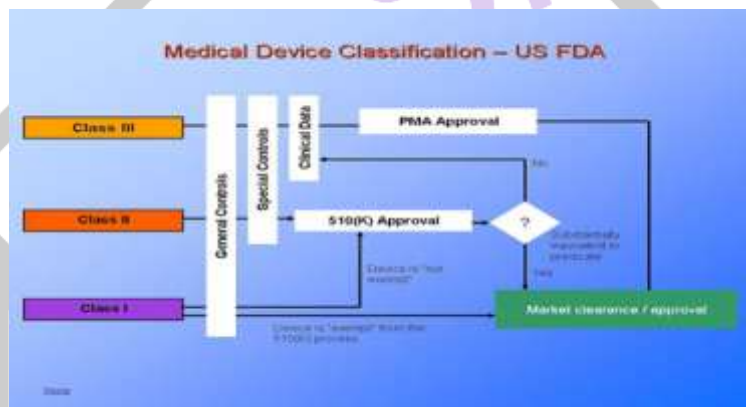 Medical Device Classification – US FDA
Class III
General Controls
Special Controls
Clinical Data
PMA Approval
No
Class II
510(K) Approval
?
Substantially
equivalent to
predicate
Device is "not
exempt"
Yes
Class I
Market clearance / approval
Device is "exempt" from the
510(K) process